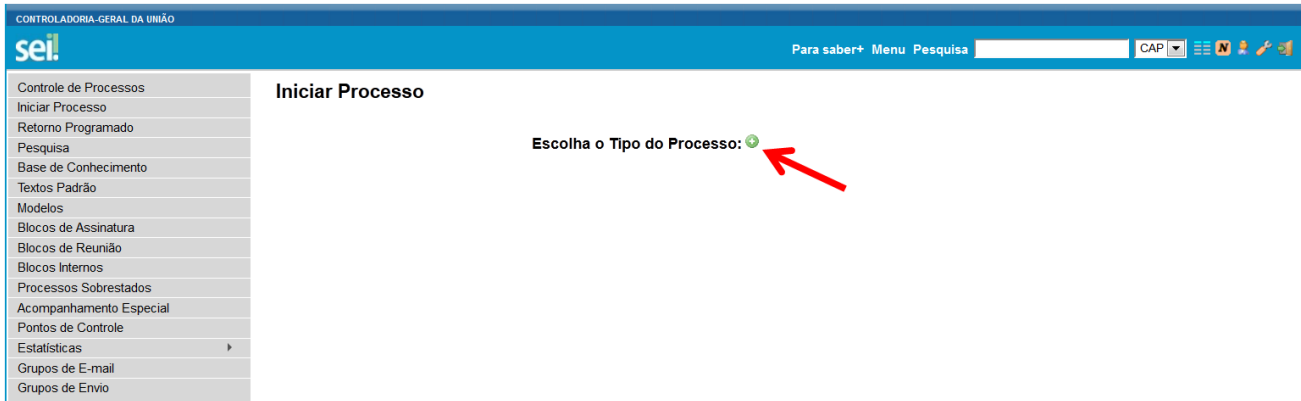 CONTROLADORIA-GERAL DA UNIÃO
sei!
Para saber+ Menu Pesquisa CAP N
Controle de Processos
Iniciar Processo
Retorno Programado
Pesquisa
Base de Conhecimento
Textos Padrão
Modelos
Blocos de Assinatura
Blocos de Reunião
Blocos Internos
Processos Sobrestados
Acompanhamento Especial
Pontos de Controle
Estatísticas
Grupos de E-mail
Grupos de Envio
Iniciar Processo
Escolha o Tipo do Processo: